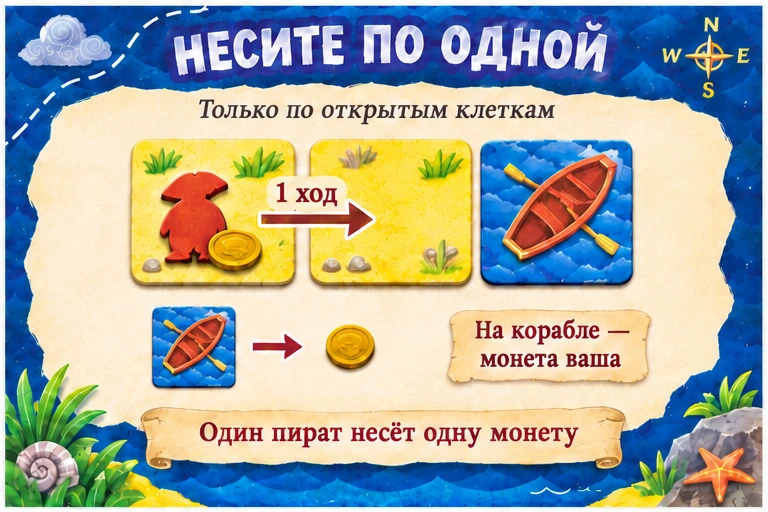 НЕСИТЕ ПО ОДНОЙ
N
W E
S
Только по открытым клеткам
1 ход
На корабле —
монета ваша
Один пират несёт одну монету